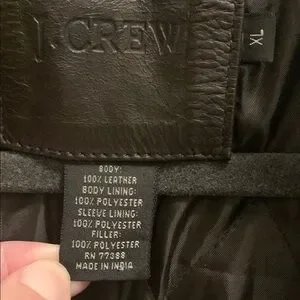 J.CREW
XL
BODY:
100% LEATHER
BODY LINING:
100% POLYESTER
SLEEVE LINING:
100% POLYESTER
FILLER:
100% POLYESTER
RN 77388
MADE IN INDIA